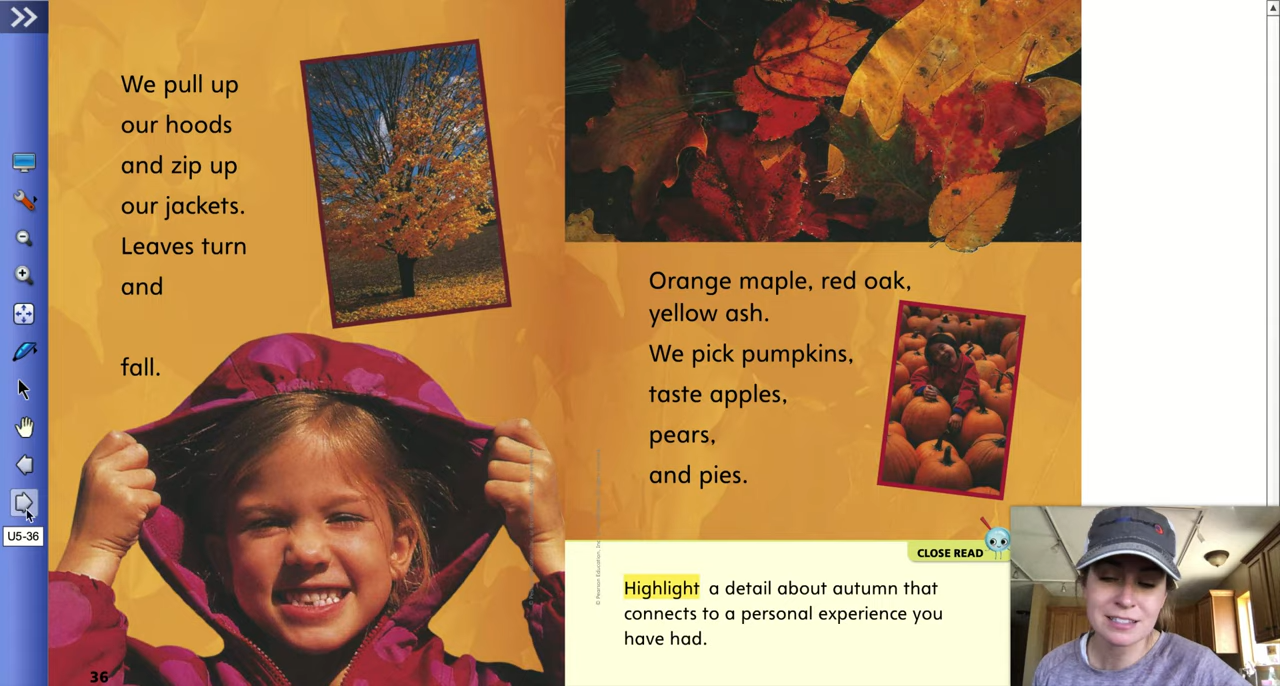 We pull up
our hoods
and zip up
our jackets.
Leaves turn
and
fall.
36
Orange maple, red oak,
yellow ash.
We pick pumpkins,
taste apples,
pears,
and pies.
CLOSE READ
Highlight a detail about autumn that
connects to a personal experience you
have had.
U5-36